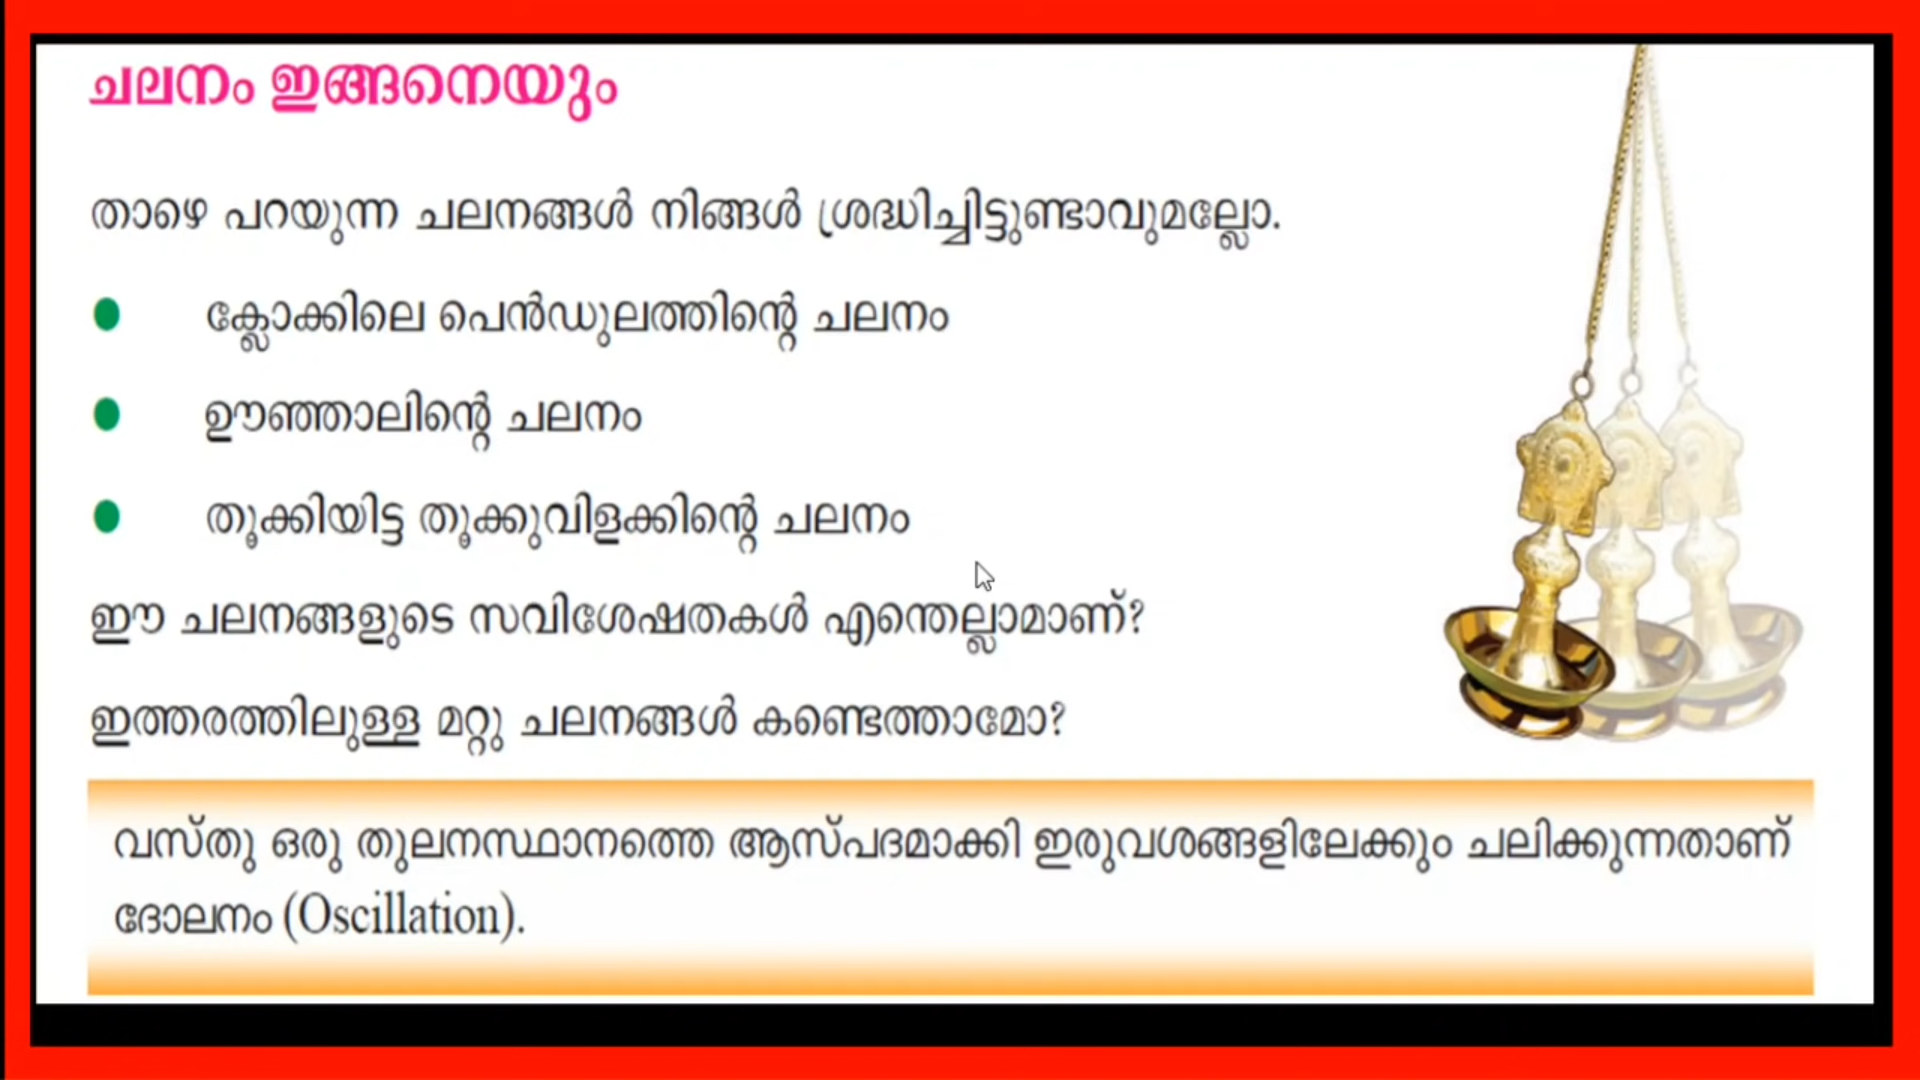 ചലനം ഇങ്ങനെയും
താഴെ പറയുന്ന ചലനങ്ങൾ നിങ്ങൾ ശ്രദ്ധിച്ചിട്ടുണ്ടാവുമല്ലോ.
ക്ലോക്കിലെ പെൻഡുലത്തിന്റെ ചലനം
ഊഞ്ഞാലിന്റെ ചലനം
തൂക്കിയിട്ട തൂക്കുവിളക്കിന്റെ ചലനം
ഈ ചലനങ്ങളുടെ സവിശേഷതകൾ എന്തെല്ലാമാണ്?
ഇത്തരത്തിലുള്ള മറ്റു ചലനങ്ങൾ കണ്ടെത്താമോ?
വസ്തു ഒരു തുലനസ്ഥാനത്തെ ആസ്പദമാക്കി ഇരുവശങ്ങളിലേക്കും ചലിക്കുന്നതാണ്
ദോലനം (Oscillation).